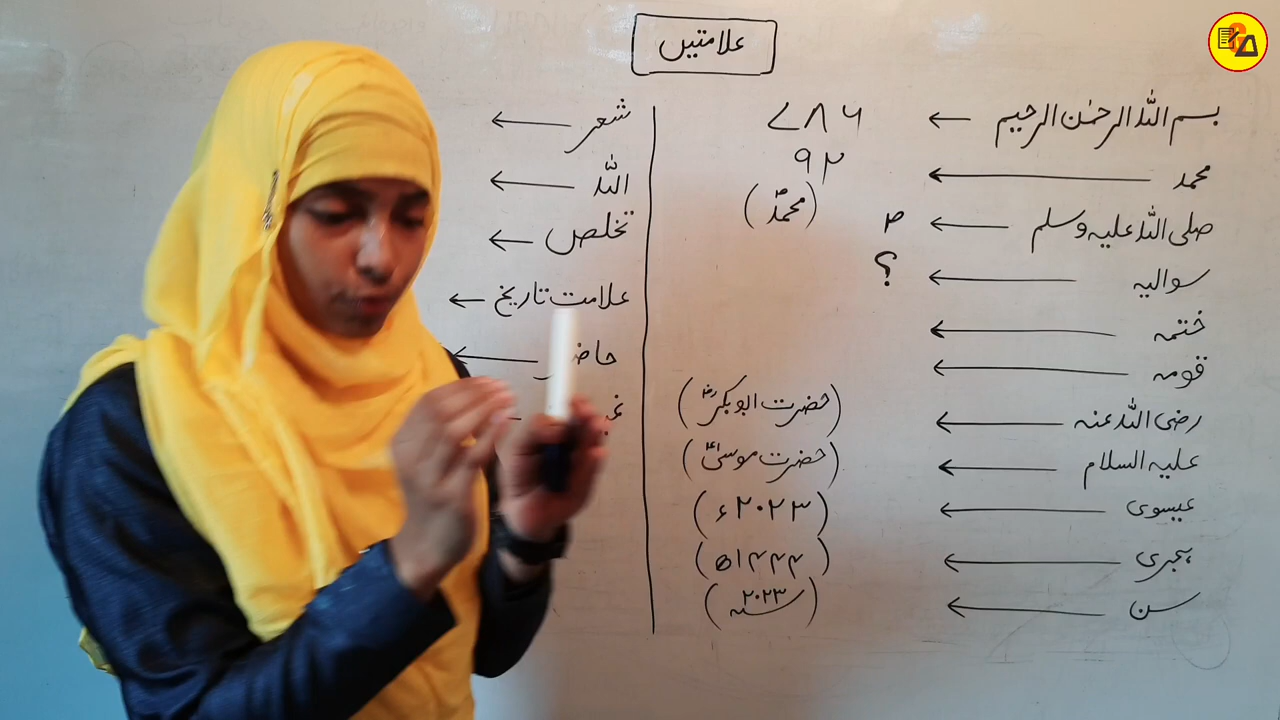 علامتیں
بسم اللہ الرحمٰن الرحیم ← ۷۸۶
محمد ← ۹۲
صلی اللہ علیہ وسلم ← ؐ (محمدؐ)
سوالیہ ← ؟
ختمہ ←
قومہ ←
رضی اللہ عنہ ← (حضرت ابوبکرؓ)
علیہ السلام ← (حضرت موسیٰؑ)
عیسوی ← (۲۰۲۳ء)
ہجری ← (۱۴۴۴ھ)
سن ← (۲۰۲۳؁)
شعر ←
اللہ ←
تخلص ←
علامت تاریخ ←